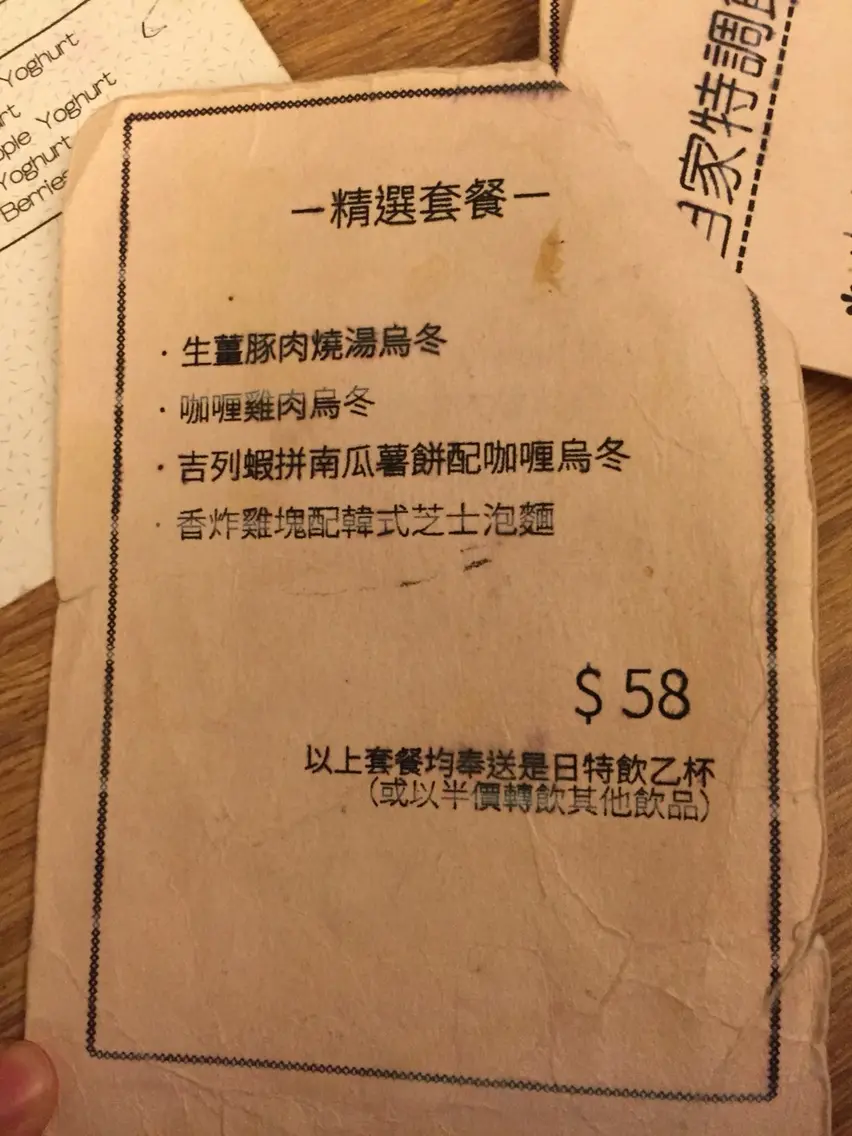 Yoghurt
rt
ple Yoghurt
Yoghurt
Berries
家特調飲
—精選套餐—
· 生薑豚肉燒湯烏冬
· 咖喱雞肉烏冬
· 吉列蝦拼南瓜薯餅配咖喱烏冬
· 香炸雞塊配韓式芝士泡麵
$ 58
以上套餐均奉送是日特飲乙杯
(或以半價轉飲其他飲品)